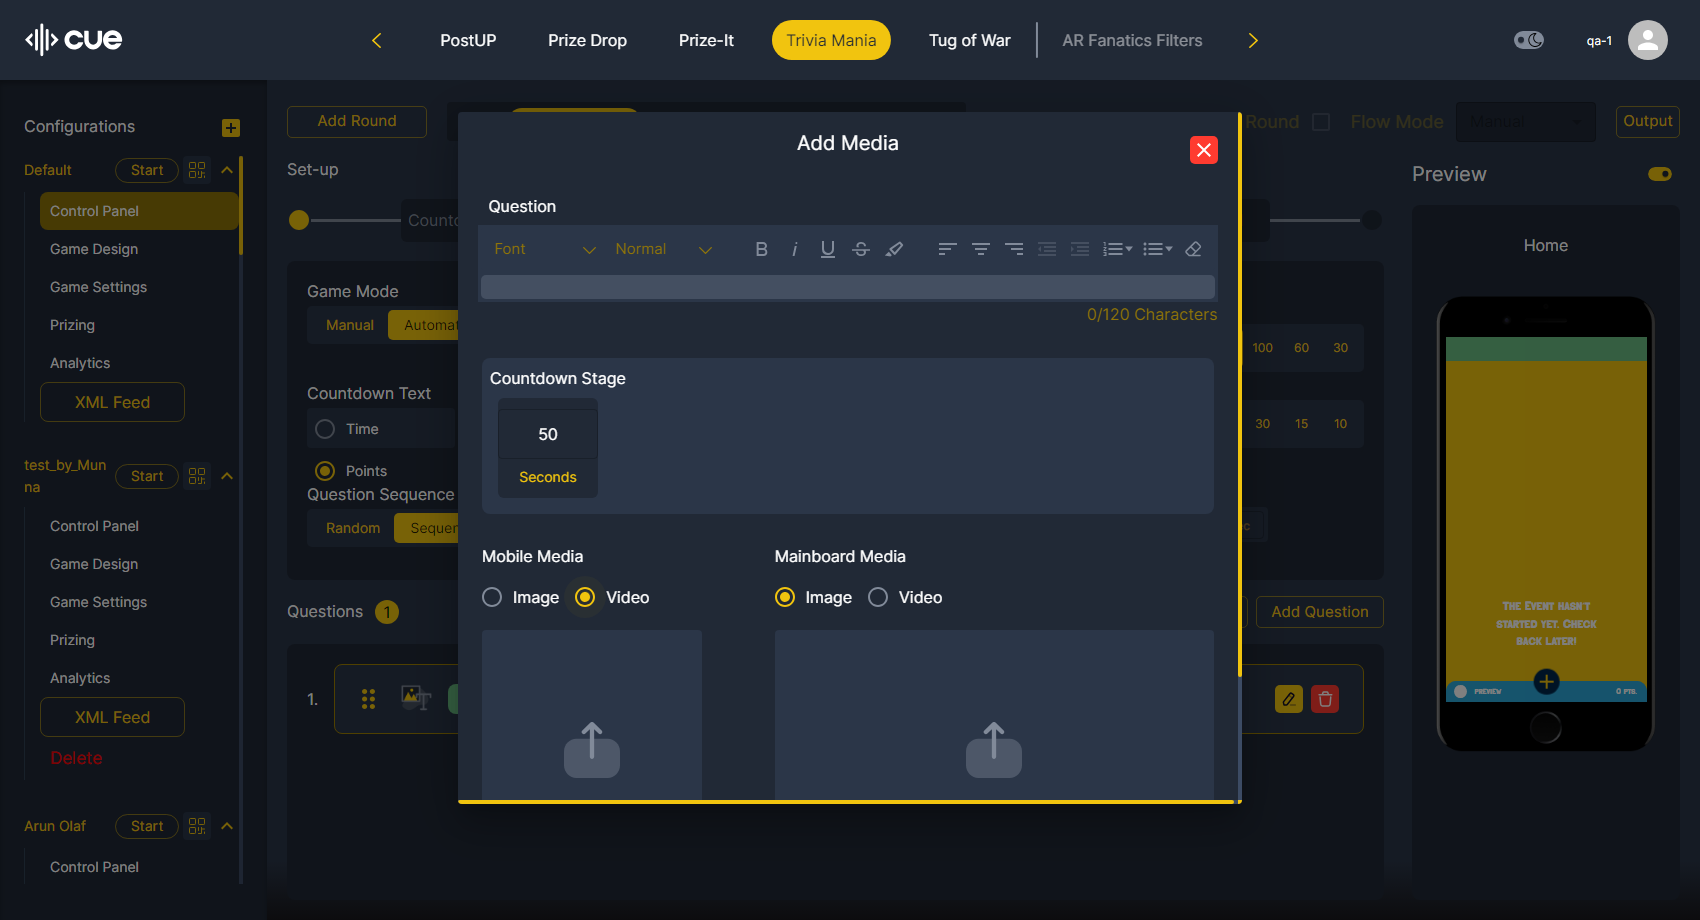 cue
PostUP
Prize Drop
Prize-It
Trivia Mania
Tug of War
AR Fanatics Filters
qa-1
Configurations
Default
Start
Control Panel
Game Design
Game Settings
Prizing
Analytics
XML Feed
test_by_Mun
na
Start
Control Panel
Game Design
Game Settings
Prizing
Analytics
XML Feed
Delete
Arun Olaf
Start
Control Panel
Add Round
Round
Flow Mode
Manual
Output
Set-up
Game Mode
Manual
Countdown Text
Time
Points
Question Sequence
Random
100
60
30
30
15
10
Questions
1
Add Question
1.
Add Media
Question
Font
Normal
B
i
U
S
0/120 Characters
Countdown Stage
50
Seconds
Mobile Media
Image
Video
Mainboard Media
Image
Video
Preview
Home
The Event hasn't
started yet. Check
back later!
PREVIEW
0 PTS.